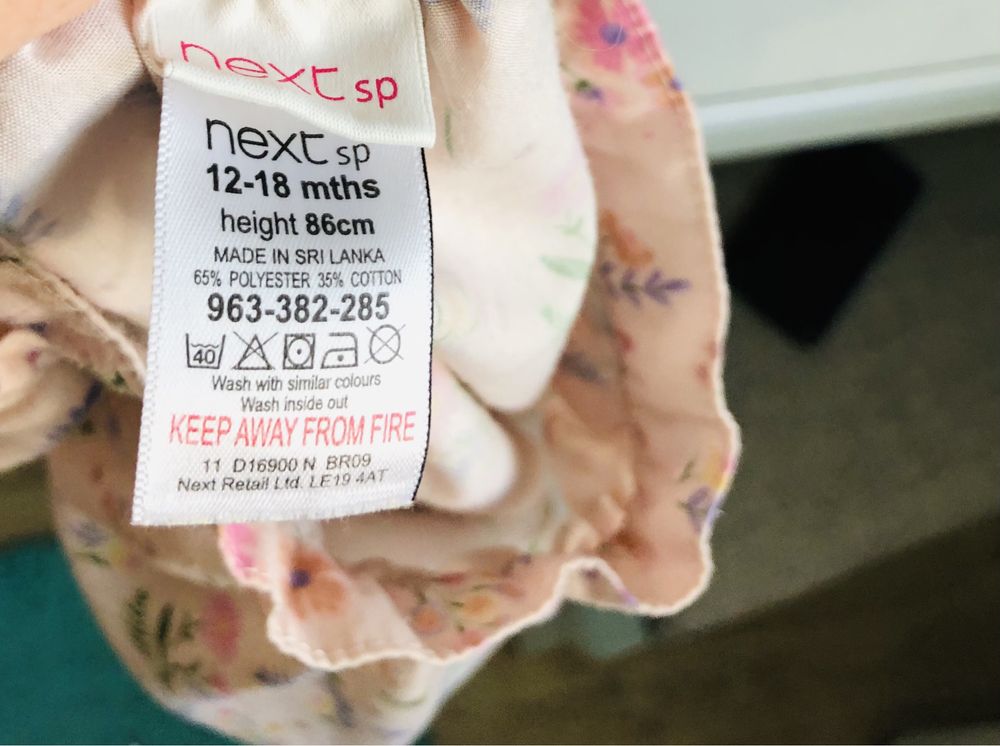 next sp
next sp
12-18 mths
height 86cm
MADE IN SRI LANKA
65% POLYESTER 35% COTTON
963-382-285
40
Wash with similar colours
Wash inside out
KEEP AWAY FROM FIRE
11 D16900 N BR09
Next Retail Ltd. LE19 4AT